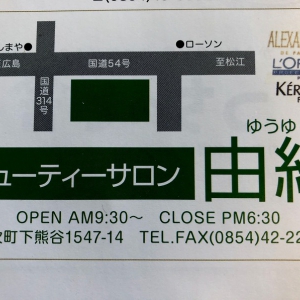 しまや
ローソン
広島
国道54号
至松江
国道314号
ALEXA
L'OR
KÉR
ゆうゆ
ューティーサロン
由
OPEN AM9:30～ CLOSE PM6:30
町下熊谷1547-14 TEL.FAX(0854)42-22